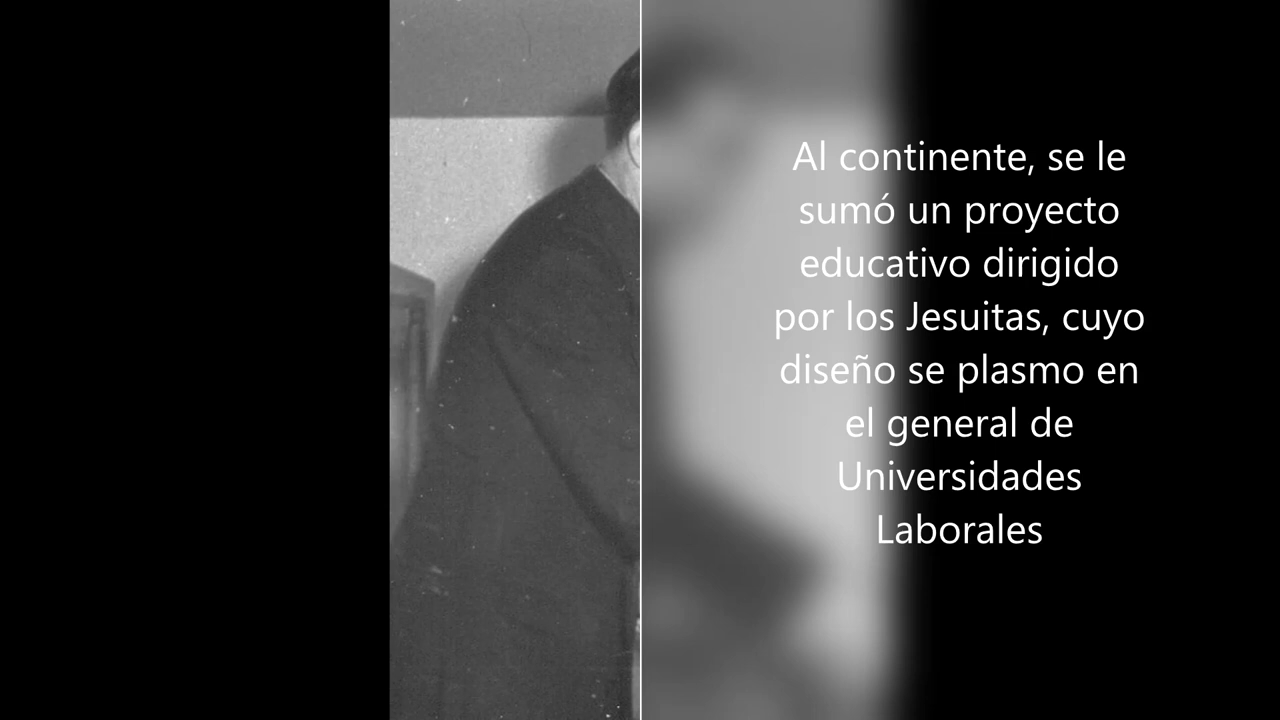 Al continente, se le
sumó un proyecto
educativo dirigido
por los Jesuitas, cuyo
diseño se plasmo en
el general de
Universidades
Laborales